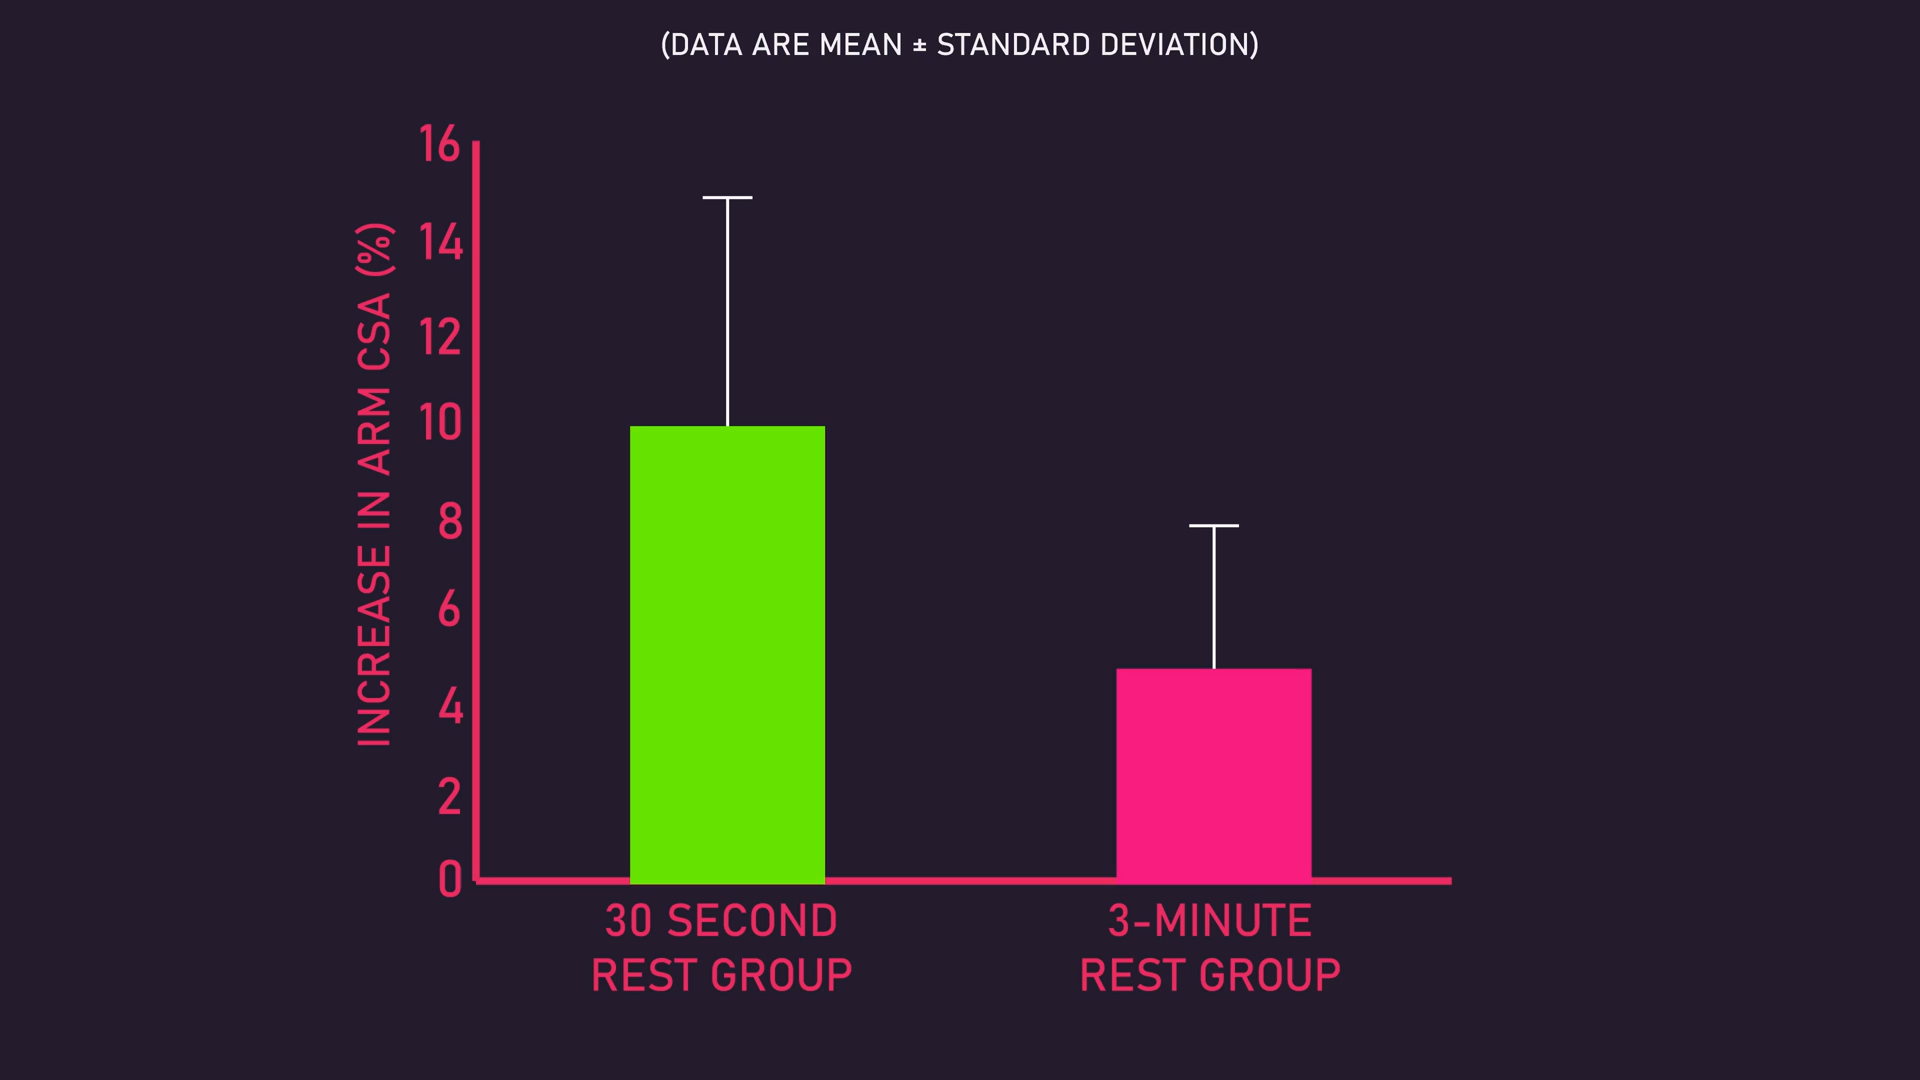 (DATA ARE MEAN ± STANDARD DEVIATION)
INCREASE IN ARM CSA (%)
16
14
12
10
8
6
4
2
0
30 SECOND
REST GROUP
3-MINUTE
REST GROUP